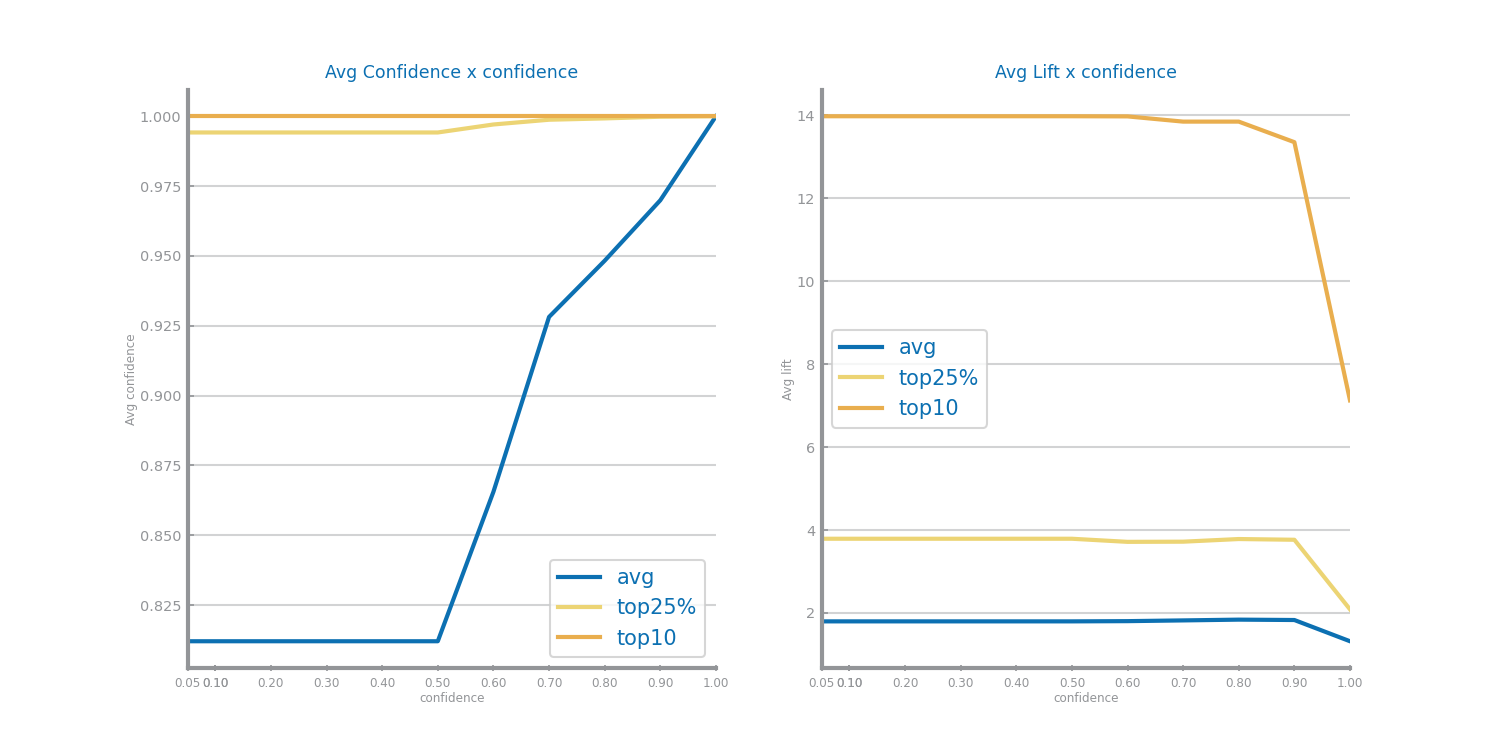 Avg Confidence x confidence
1.000
0.975
0.950
0.925
0.900
0.875
0.850
0.825
Avg confidence
avg
top25%
top10
0.05 0.10 0.20 0.30 0.40 0.50 0.60 0.70 0.80 0.90 1.00
confidence
Avg Lift x confidence
14
12
10
8
6
4
2
Avg lift
avg
top25%
top10
0.05 0.10 0.20 0.30 0.40 0.50 0.60 0.70 0.80 0.90 1.00
confidence